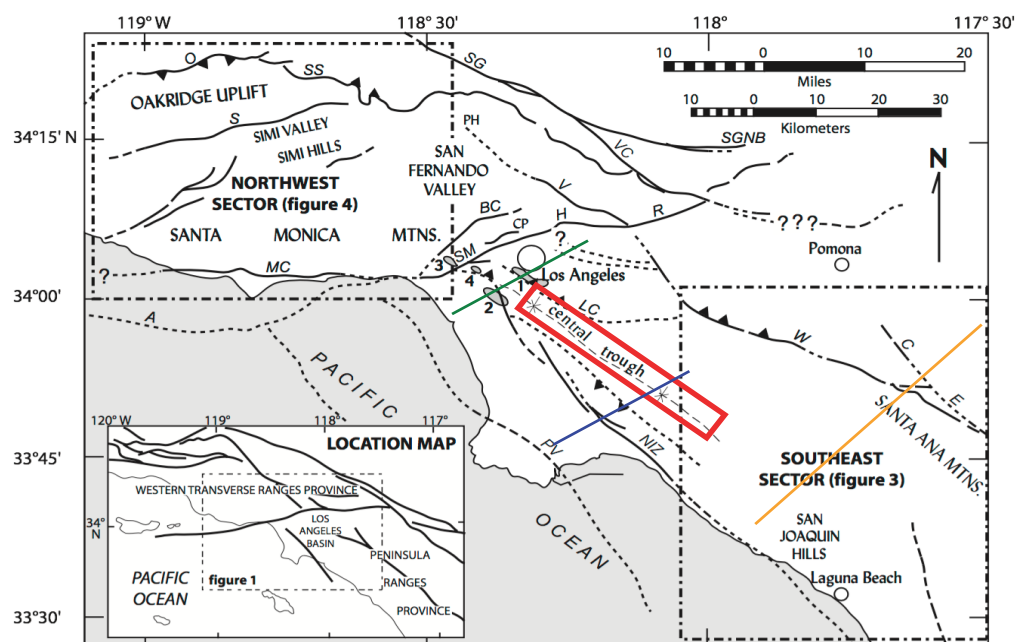 119°W
118°30'
118°
117°30'
10 0 10 20
Miles
10 0 10 20 30
Kilometers
N
34°15' N
34°00'
33°45'
33°30'
O
SS
SG
OAKRIDGE UPLIFT
S
SIMI VALLEY
SIMI HILLS
PH
SAN
FERNANDO
VALLEY
VC
SGNB
NORTHWEST
SECTOR (figure 4)
V
BC
CP
H
R
SANTA MONICA MTNS.
SM
MC
?
3
4
1
2
?
???
Pomona
Los Angeles
LC
A
central trough
W
C
E
PACIFIC
OCEAN
PV
NIZ
SANTA ANA MTNS.
SOUTHEAST
SECTOR (figure 3)
SAN
JOAQUIN
HILLS
Laguna Beach
120°W
119°
118°
117°
LOCATION MAP
WESTERN TRANSVERSE RANGES PROVINCE
34°
N
LOS
ANGELES
BASIN
PENINSULA
RANGES
PROVINCE
figure 1
PACIFIC
OCEAN